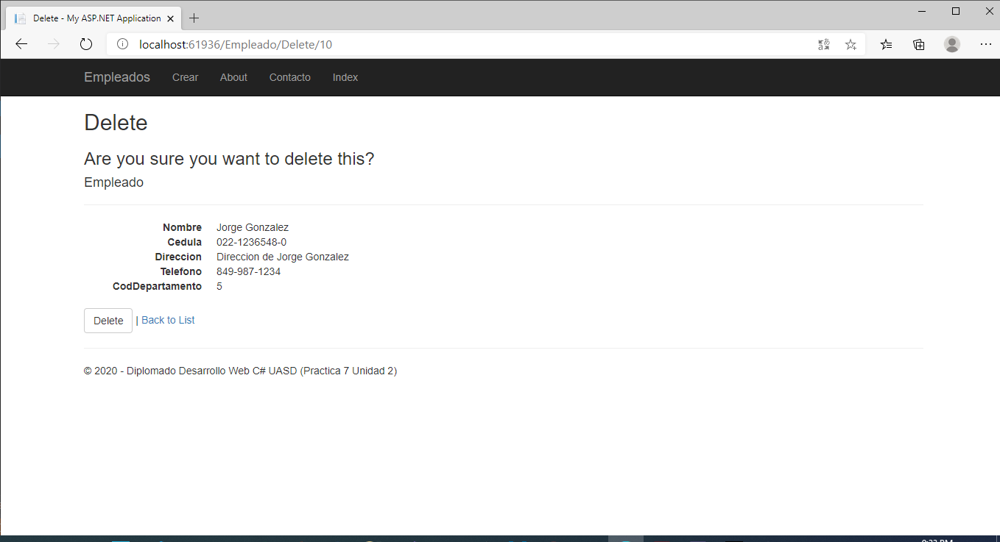 Delete - My ASP.NET Application
localhost:61936/Empleado/Delete/10
Empleados Crear About Contacto Index
Delete
Are you sure you want to delete this?
Empleado
Nombre Jorge Gonzalez
Cedula 022-1236548-0
Direccion Direccion de Jorge Gonzalez
Telefono 849-987-1234
CodDepartamento 5
Delete | Back to List
© 2020 - Diplomado Desarrollo Web C# UASD (Practica 7 Unidad 2)